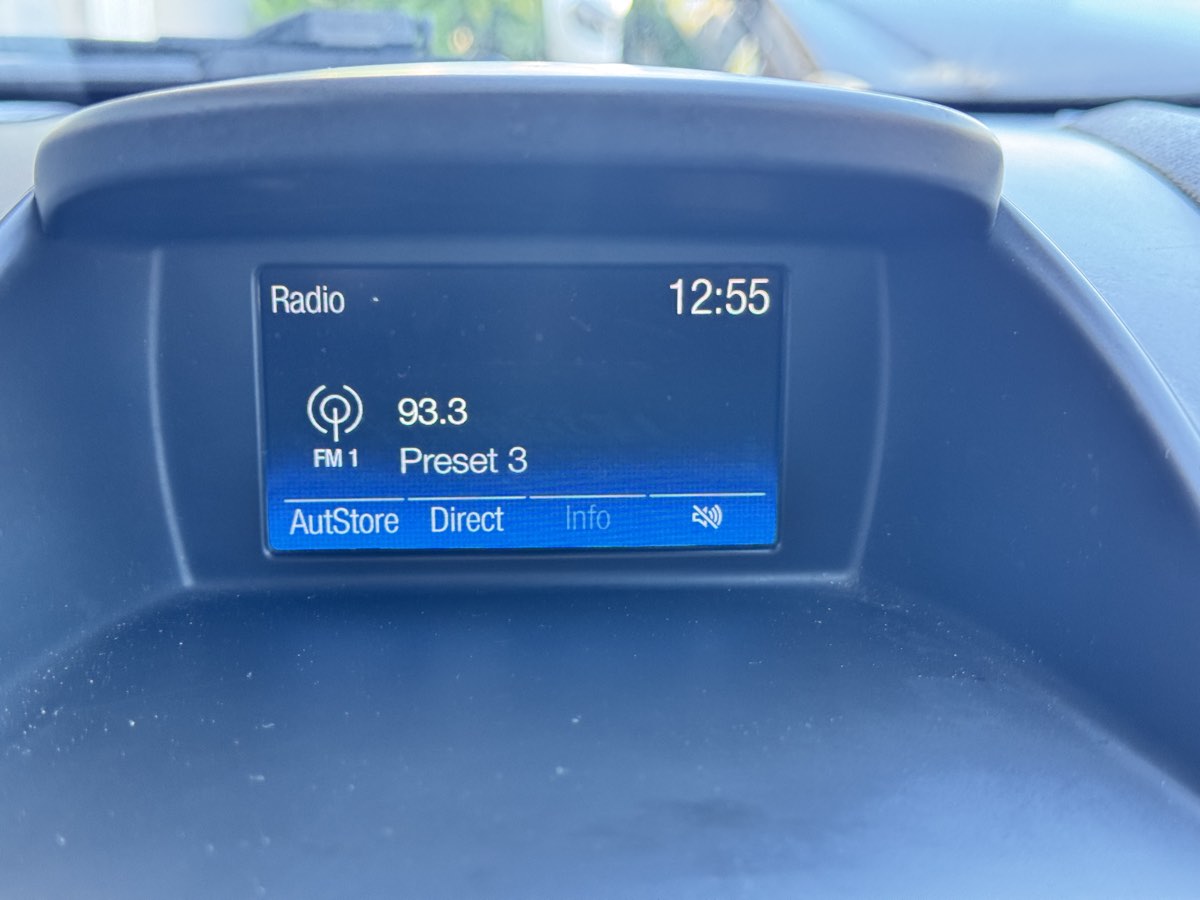 Radio 12:55
93.3
FM 1 Preset 3
AutStore Direct Info